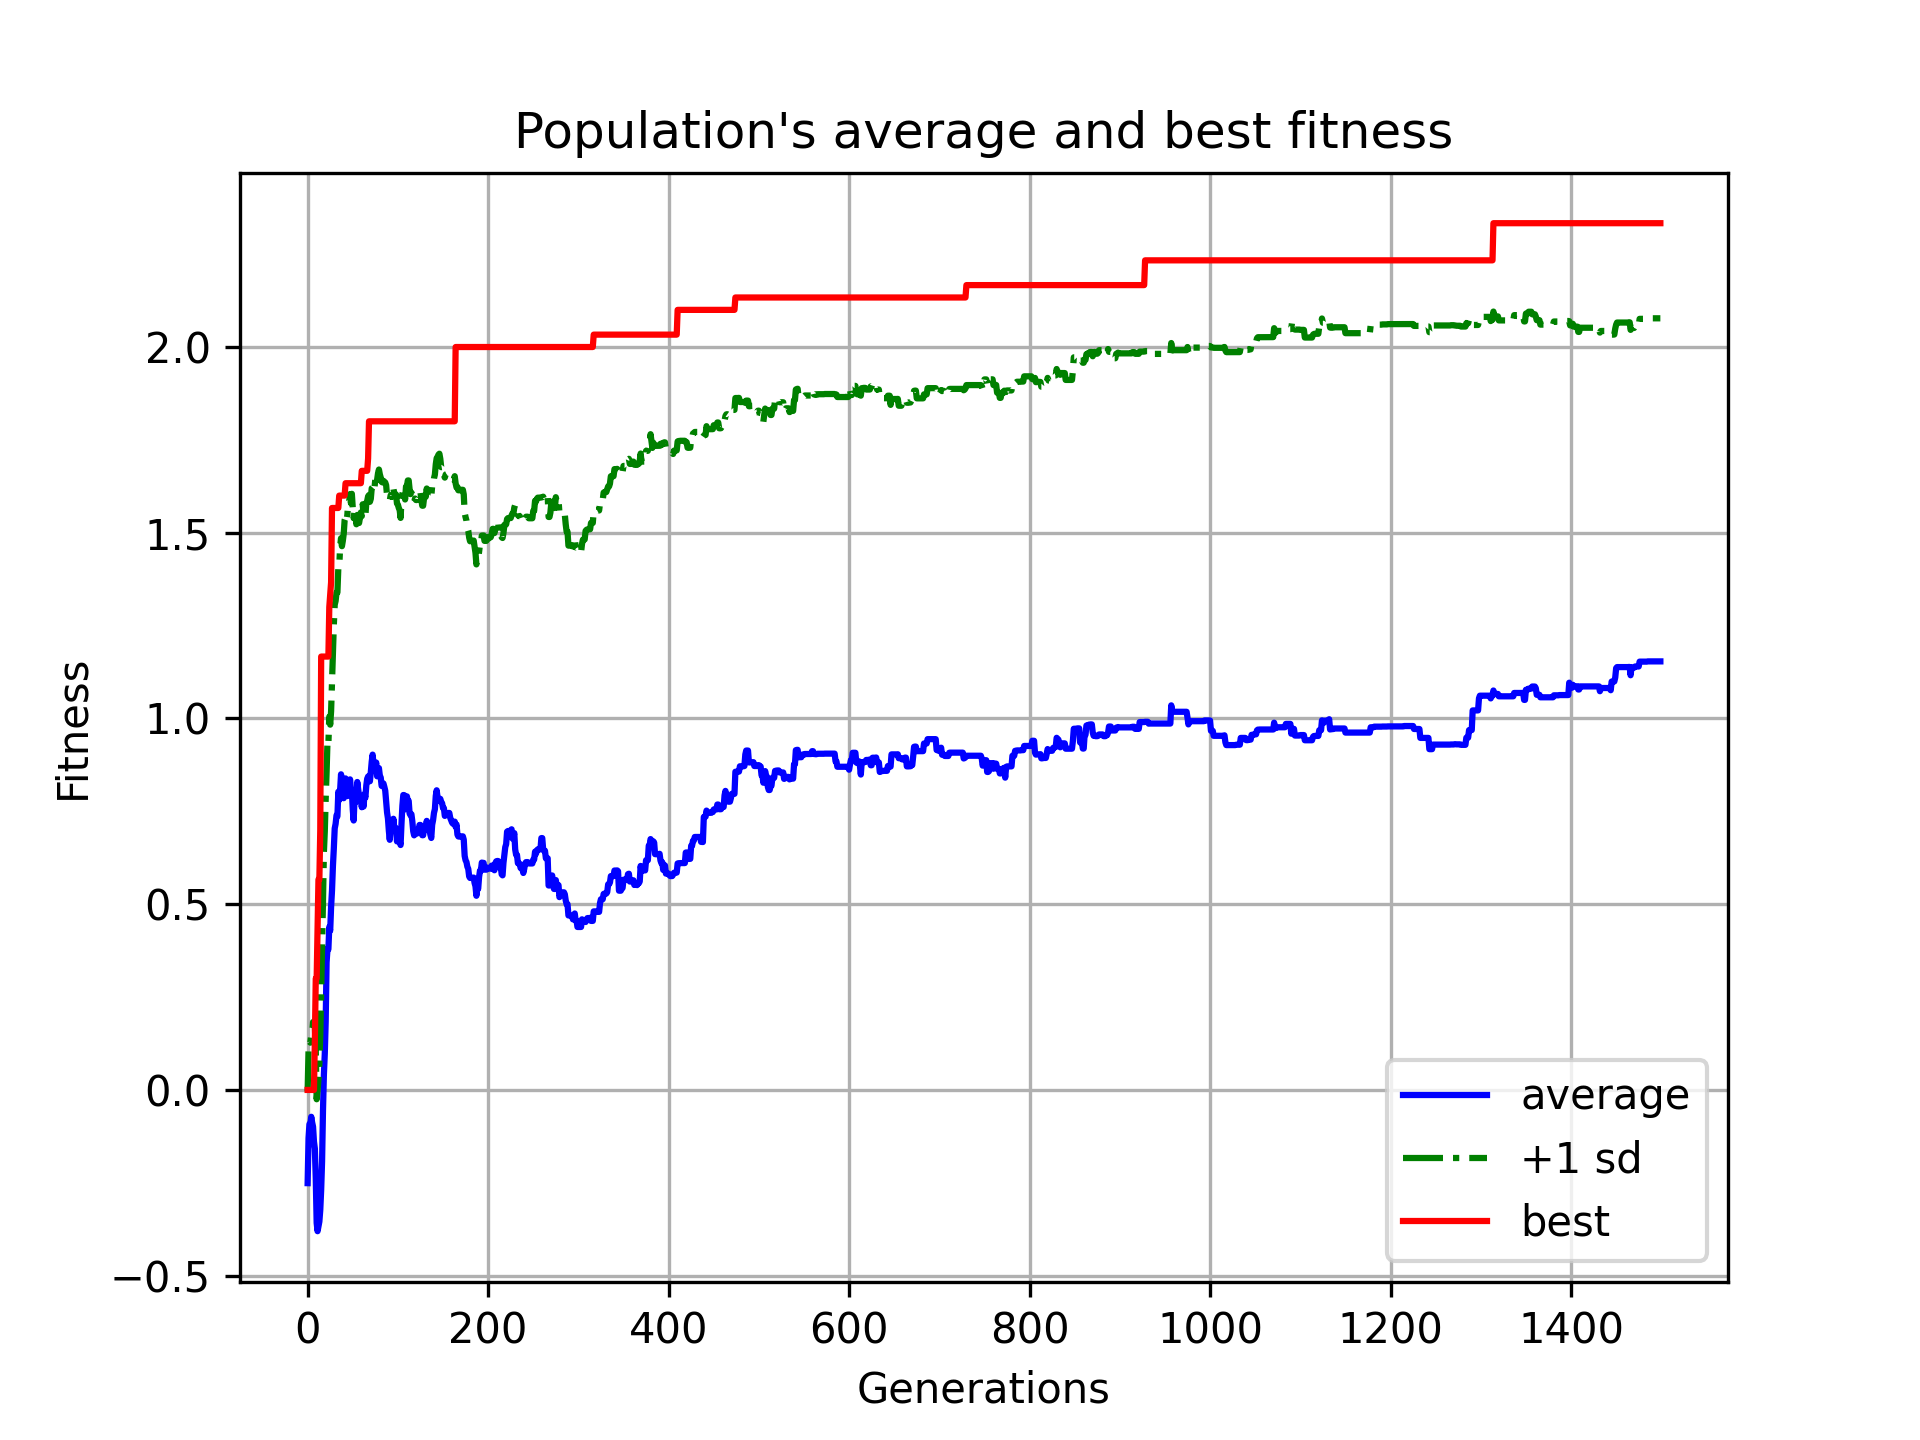 Population's average and best fitness
Fitness
2.0
1.5
1.0
0.5
0.0
−0.5
0 200 400 600 800 1000 1200 1400
Generations
average
+1 sd
best